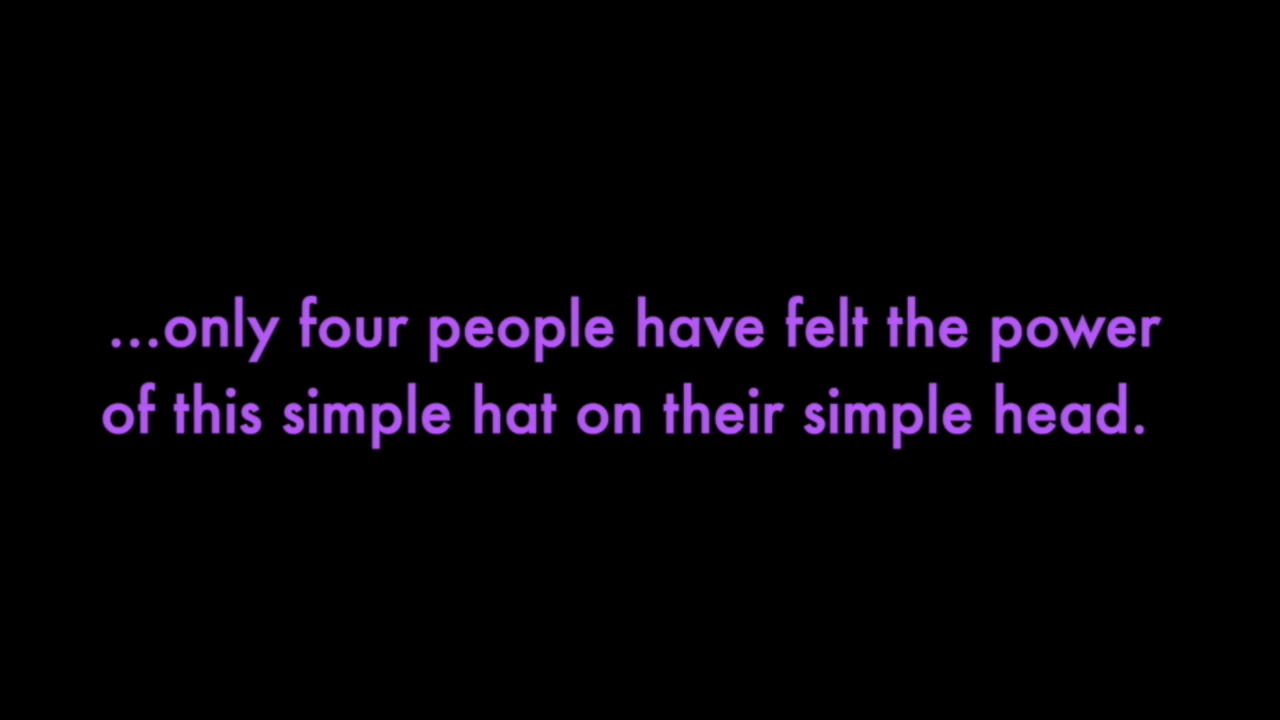 ...only four people have felt the power
of this simple hat on their simple head.